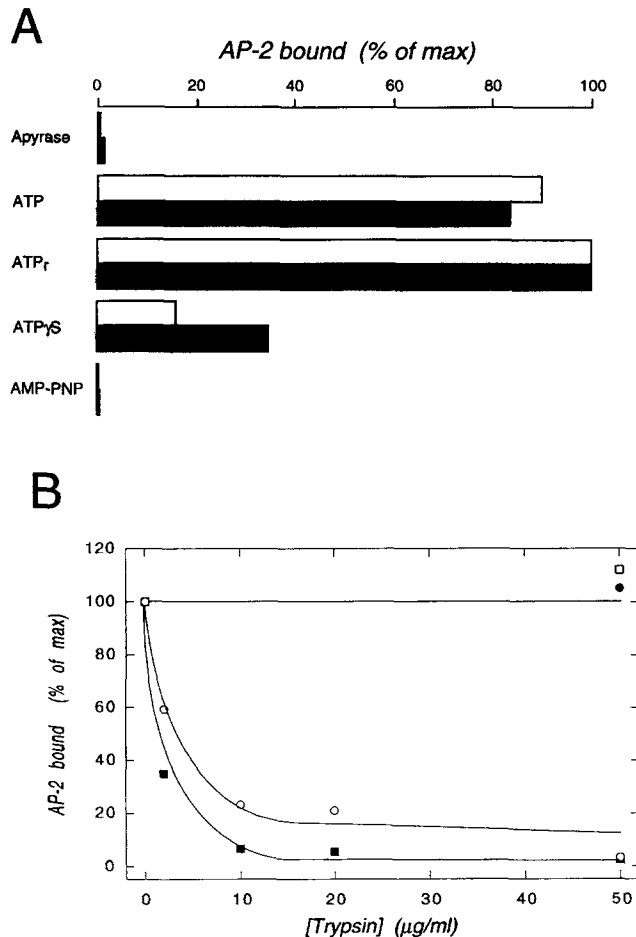 A
AP-2 bound (% of max)
0 20 40 60 80 100
Apyrase
ATP
ATPr
ATPγS
AMP-PNP
B
120
100
80
60
40
20
0
AP-2 bound (% of max)
0 10 20 30 40 50
[Trypsin] (µg/ml)